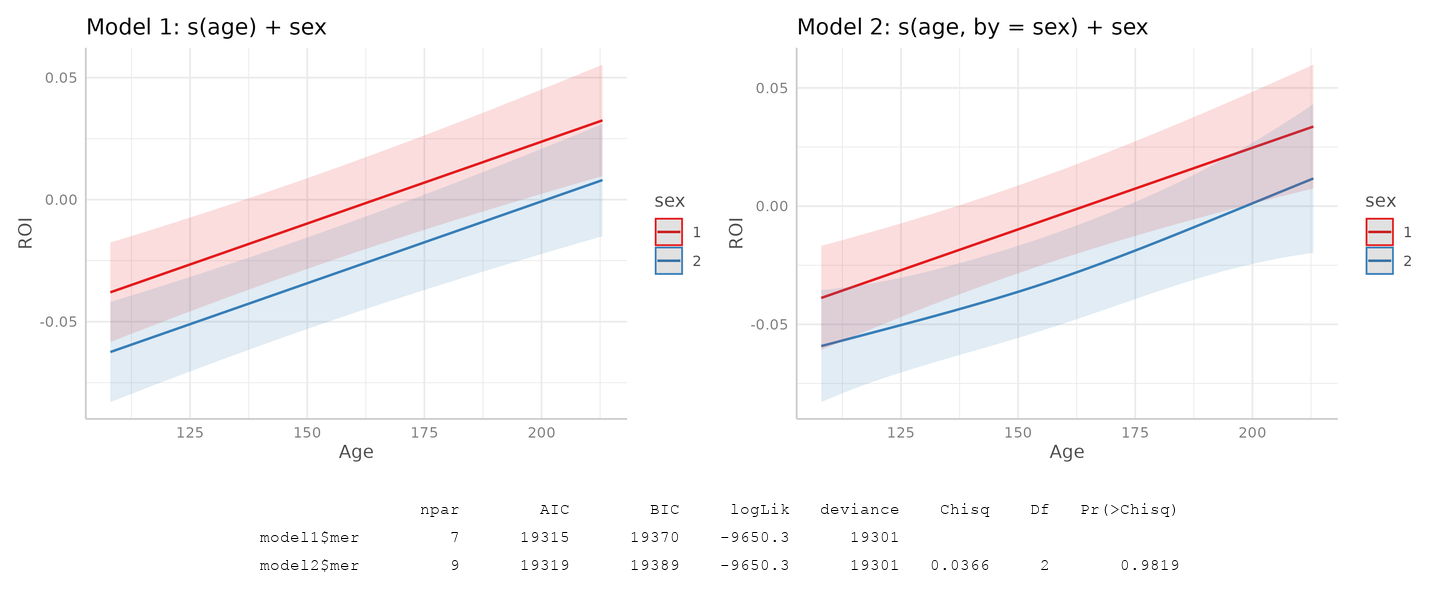 Model 1: s(age) + sex
0.05
0.00
-0.05
ROI
125 150 175 200
Age
sex
1
2
Model 2: s(age, by = sex) + sex
0.05
0.00
-0.05
ROI
125 150 175 200
Age
sex
1
2
npar AIC BIC logLik deviance Chisq Df Pr(>Chisq)
model1$mer 7 19315 19370 -9650.3 19301
model2$mer 9 19319 19389 -9650.3 19301 0.0366 2 0.9819